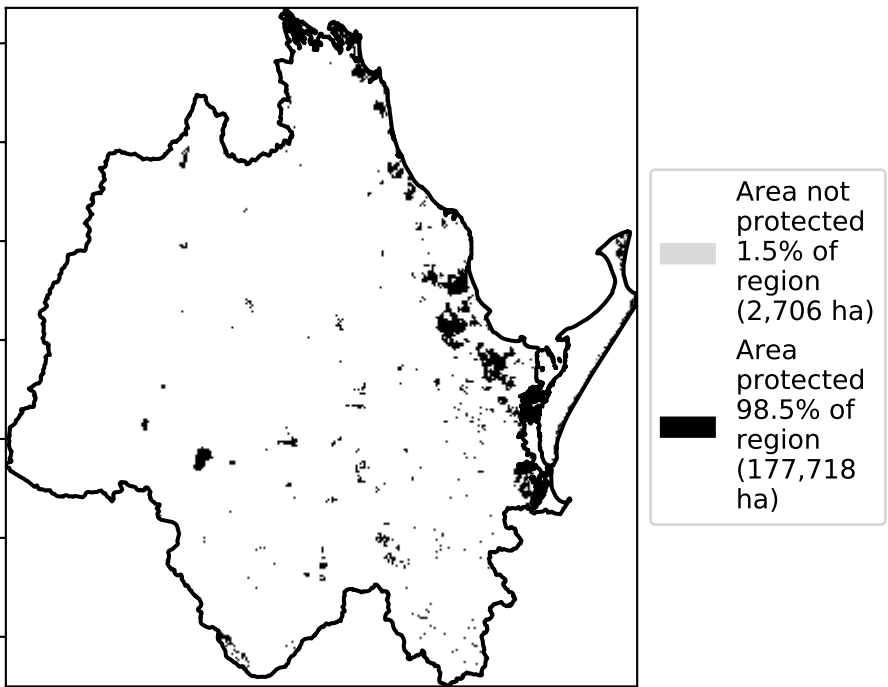 Area not
protected
1.5% of
region
(2,706 ha)
Area
protected
98.5% of
region
(177,718
ha)